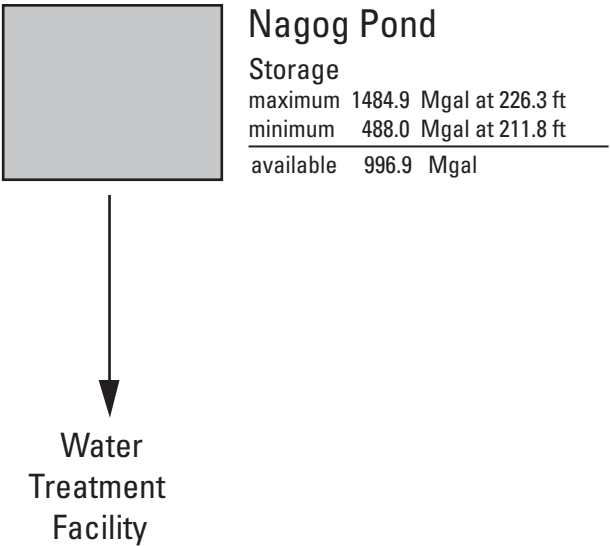 Nagog Pond
Storage
maximum 1484.9 Mgal at 226.3 ft
minimum 488.0 Mgal at 211.8 ft
available 996.9 Mgal
Water
Treatment
Facility